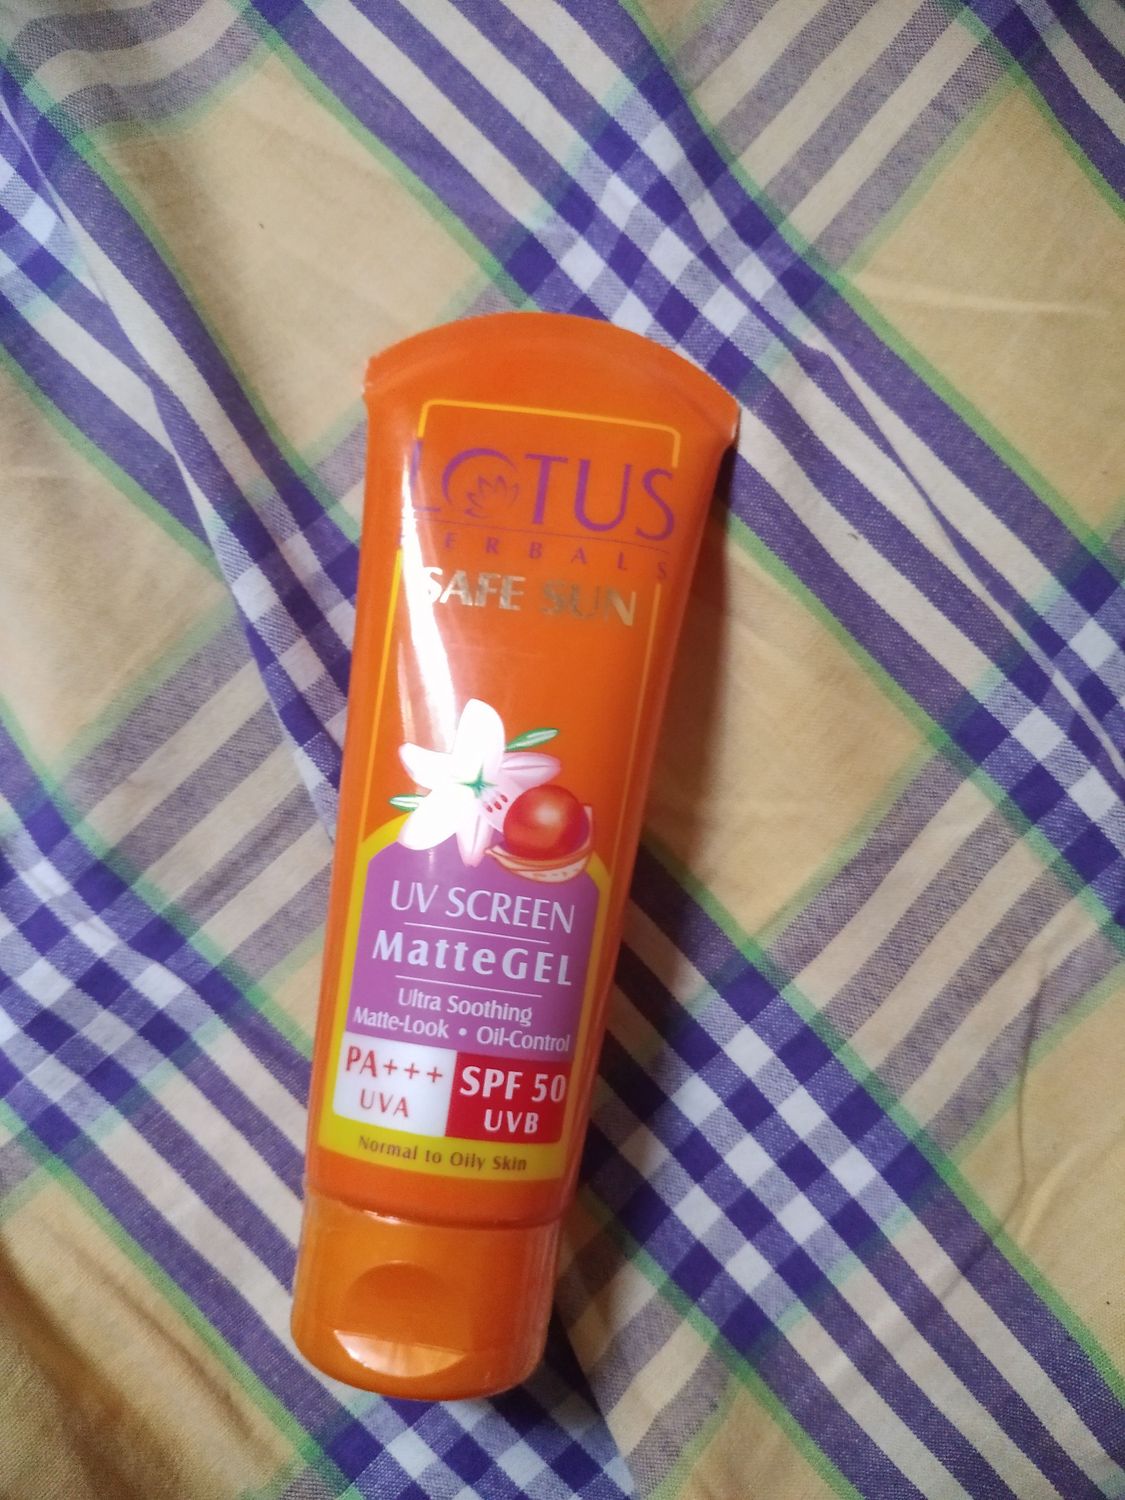 LOTUS
HERBALS
SAFE SUN
UV SCREEN
MatteGEL
Ultra Soothing
Matte-Look • Oil-Control
PA+++
UVA
SPF 50
UVB
Normal to Oily Skin